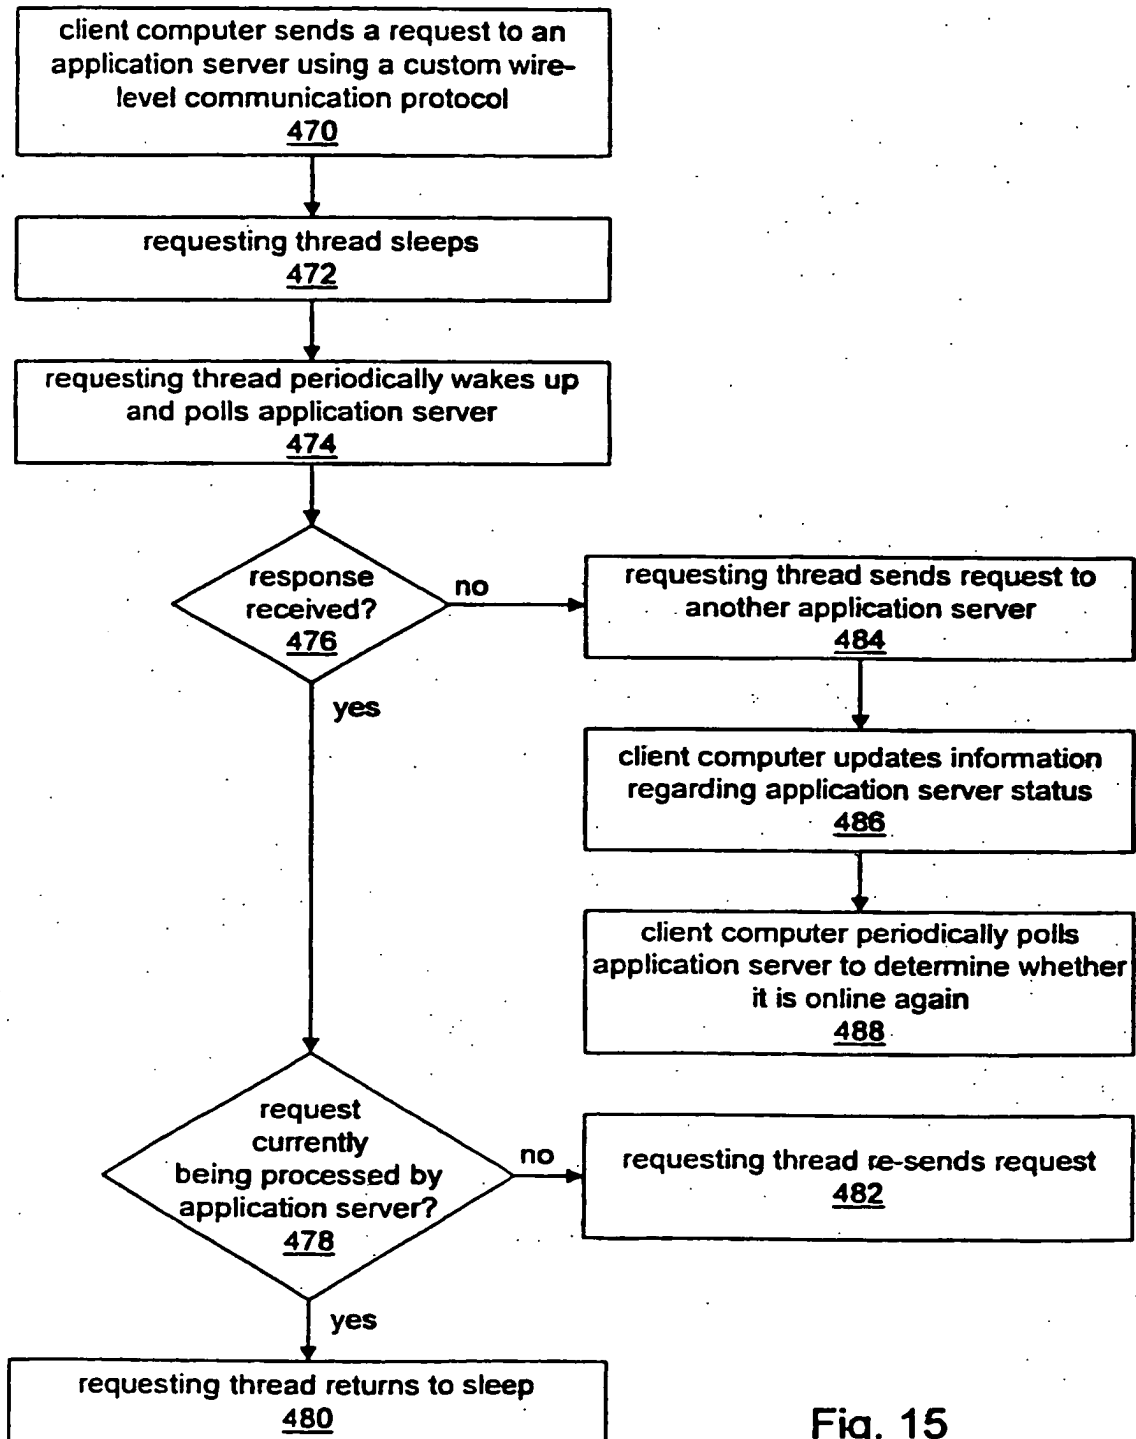 client computer sends a request to an
application server using a custom wire-
level communication protocol
470
requesting thread sleeps
472
requesting thread periodically wakes up
and polls application server
474
response
received?
476
no
yes
requesting thread sends request to
another application server
484
client computer updates information
regarding application server status
486
client computer periodically polls
application server to determine whether
it is online again
488
request
currently
being processed by
application server?
478
no
requesting thread re-sends request
482
yes
requesting thread returns to sleep
480
Fig. 15